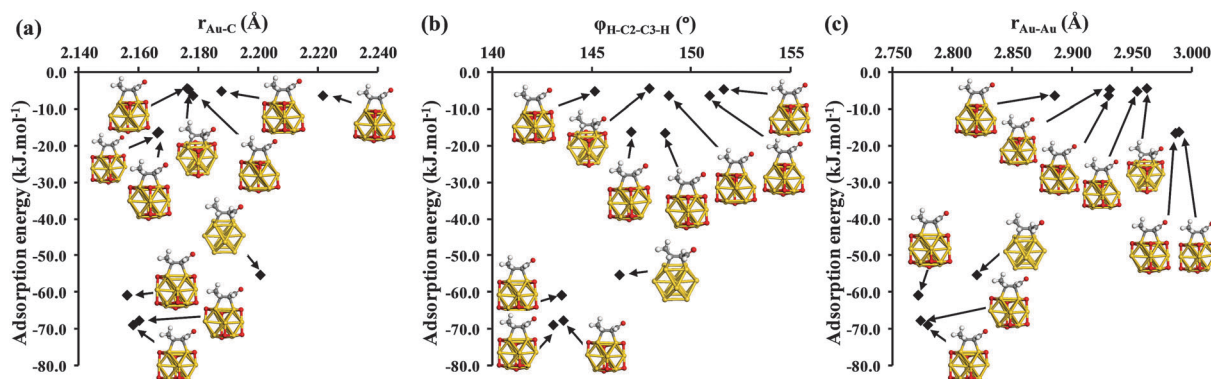 (a)
r_Au-C (Å)
2.140 2.160 2.180 2.200 2.220 2.240
Adsorption energy (kJ.mol⁻¹)
0.0
-10.0
-20.0
-30.0
-40.0
-50.0
-60.0
-70.0
-80.0
(b)
φ_H-C2-C3-H (°)
140 145 150 155
Adsorption energy (kJ.mol⁻¹)
0.0
-10.0
-20.0
-30.0
-40.0
-50.0
-60.0
-70.0
-80.0
(c)
r_Au-Au (Å)
2.750 2.800 2.850 2.900 2.950 3.000
Adsorption energy (kJ.mol⁻¹)
0.0
-10.0
-20.0
-30.0
-40.0
-50.0
-60.0
-70.0
-80.0